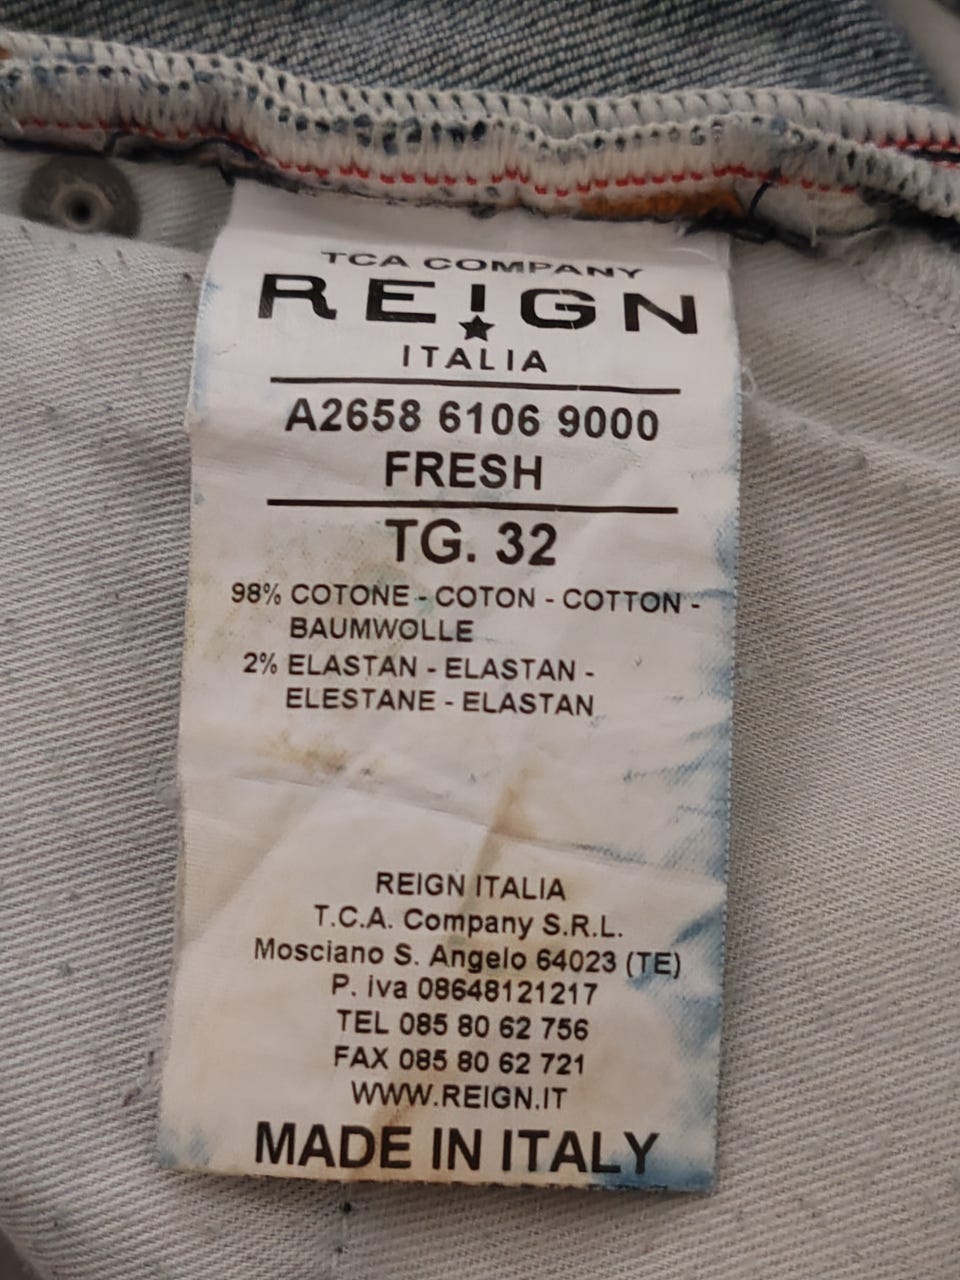 TCA COMPANY
REIGN
ITALIA
A2658 6106 9000
FRESH
TG. 32
98% COTONE - COTON - COTTON -
BAUMWOLLE
2% ELASTAN - ELASTAN -
ELESTANE - ELASTAN
REIGN ITALIA
T.C.A. Company S.R.L.
Mosciano S. Angelo 64023 (TE)
P. iva 08648121217
TEL 085 80 62 756
FAX 085 80 62 721
WWW.REIGN.IT
MADE IN ITALY